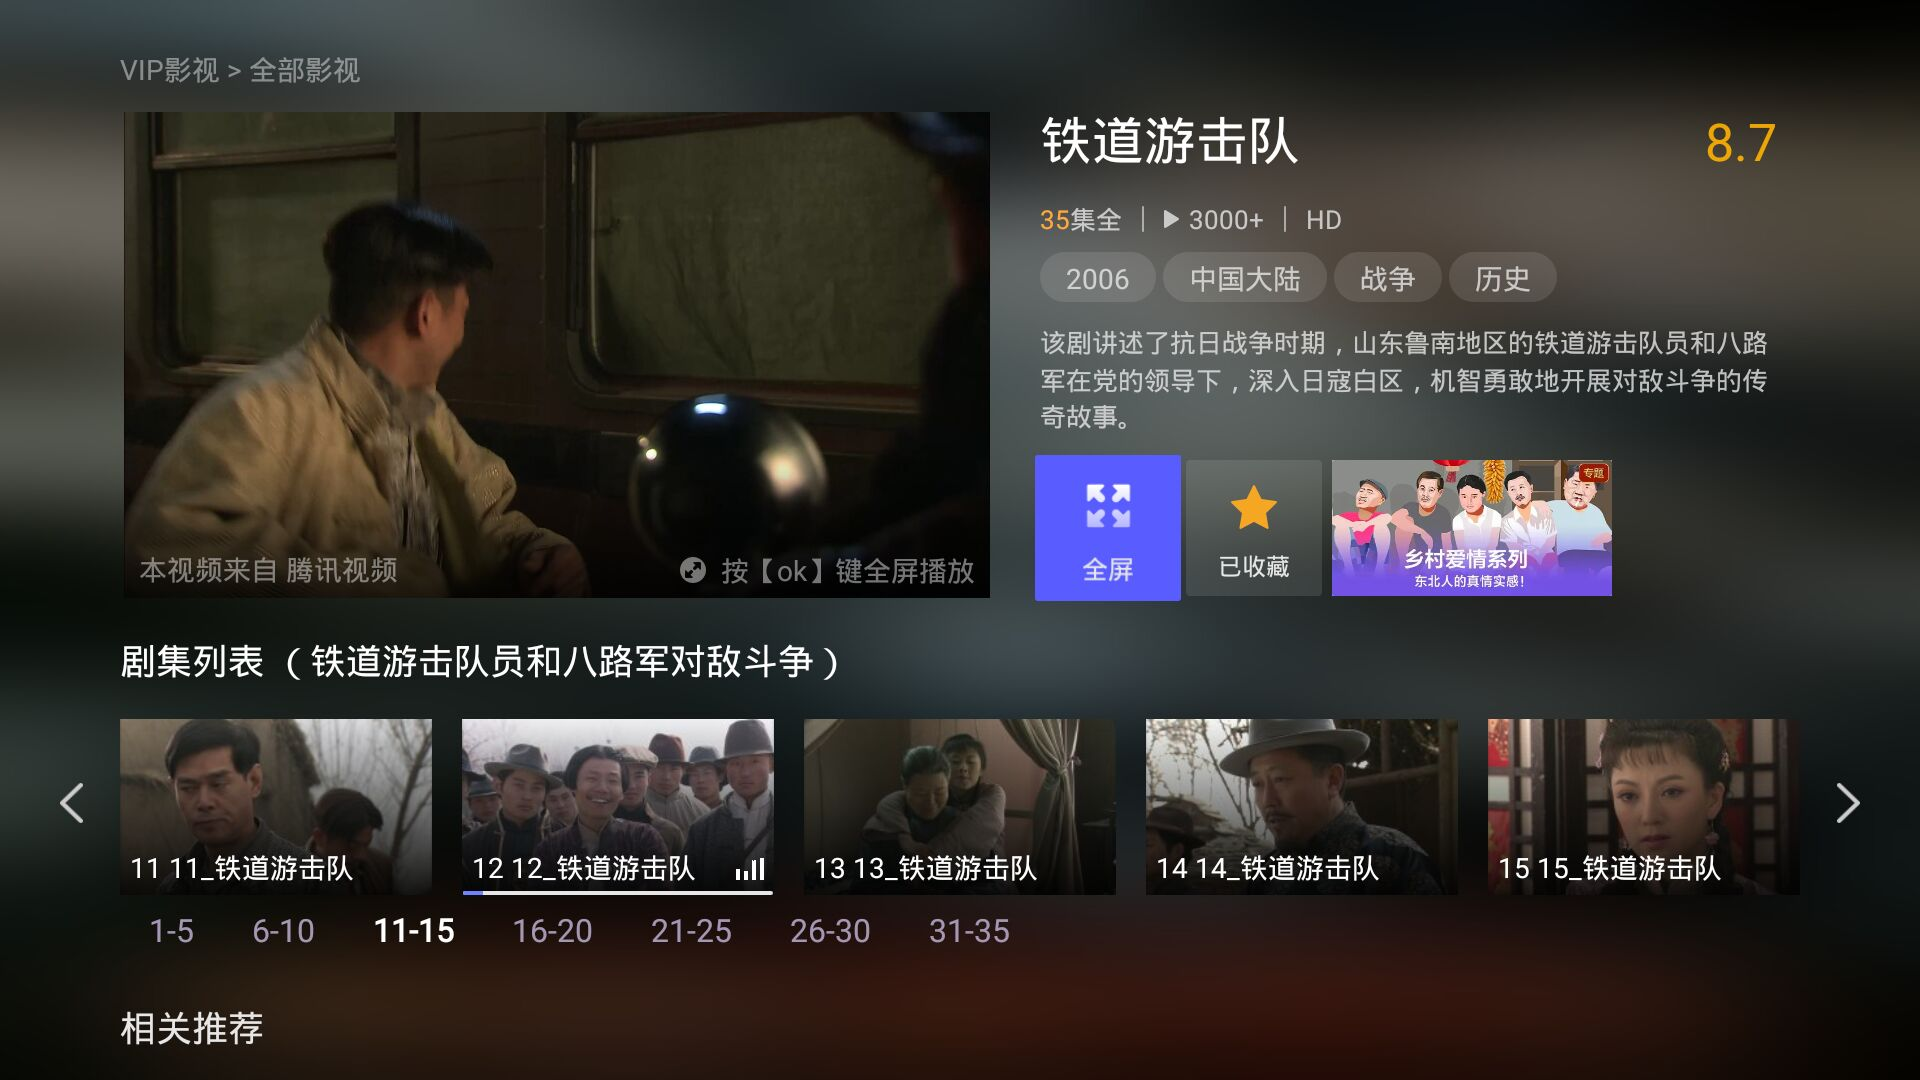 VIP影视 > 全部影视
铁道游击队
8.7
35集全 | 3000+ | HD
2006 中国大陆 战争 历史
该剧讲述了抗日战争时期，山东鲁南地区的铁道游击队员和八路
军在党的领导下，深入日寇白区，机智勇敢地开展对敌斗争的传
奇故事。
本视频来自 腾讯视频
按【ok】键全屏播放
全屏
已收藏
专题
乡村爱情系列
东北人的真情实感！
剧集列表 （铁道游击队员和八路军对敌斗争）
11 11_铁道游击队
12 12_铁道游击队
13 13_铁道游击队
14 14_铁道游击队
15 15_铁道游击队
1-5 6-10 11-15 16-20 21-25 26-30 31-35
相关推荐